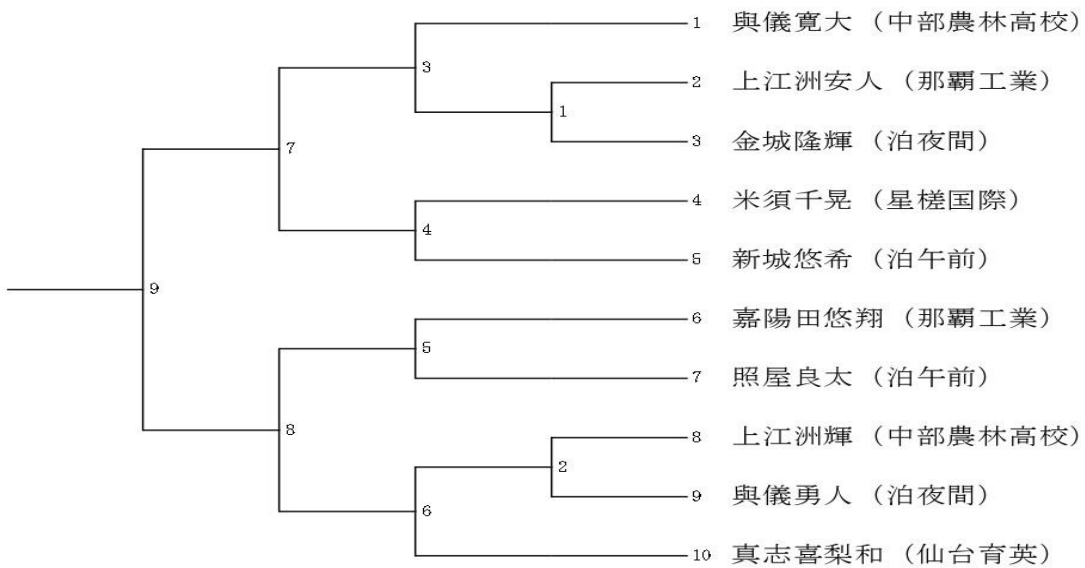 1 與儀寛大（中部農林高校）
3
2 上江洲安人（那覇工業）
1
3 金城隆輝（泊夜間）
7
4 米須千晃（星槎国際）
4
5 新城悠希（泊午前）
9
6 嘉陽田悠翔（那覇工業）
5
7 照屋良太（泊午前）
8
8 上江洲輝（中部農林高校）
2
9 與儀勇人（泊夜間）
6
10 真志喜梨和（仙台育英）